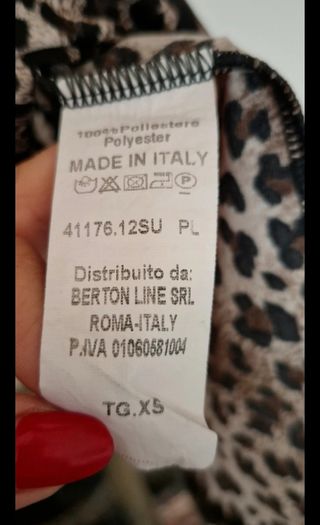 100% Poliestere
Polyester
MADE IN ITALY
P
41176.12SU PL
Distribuito da:
BERTON LINE SRL
ROMA-ITALY
P.IVA 01060681004
TG.XS